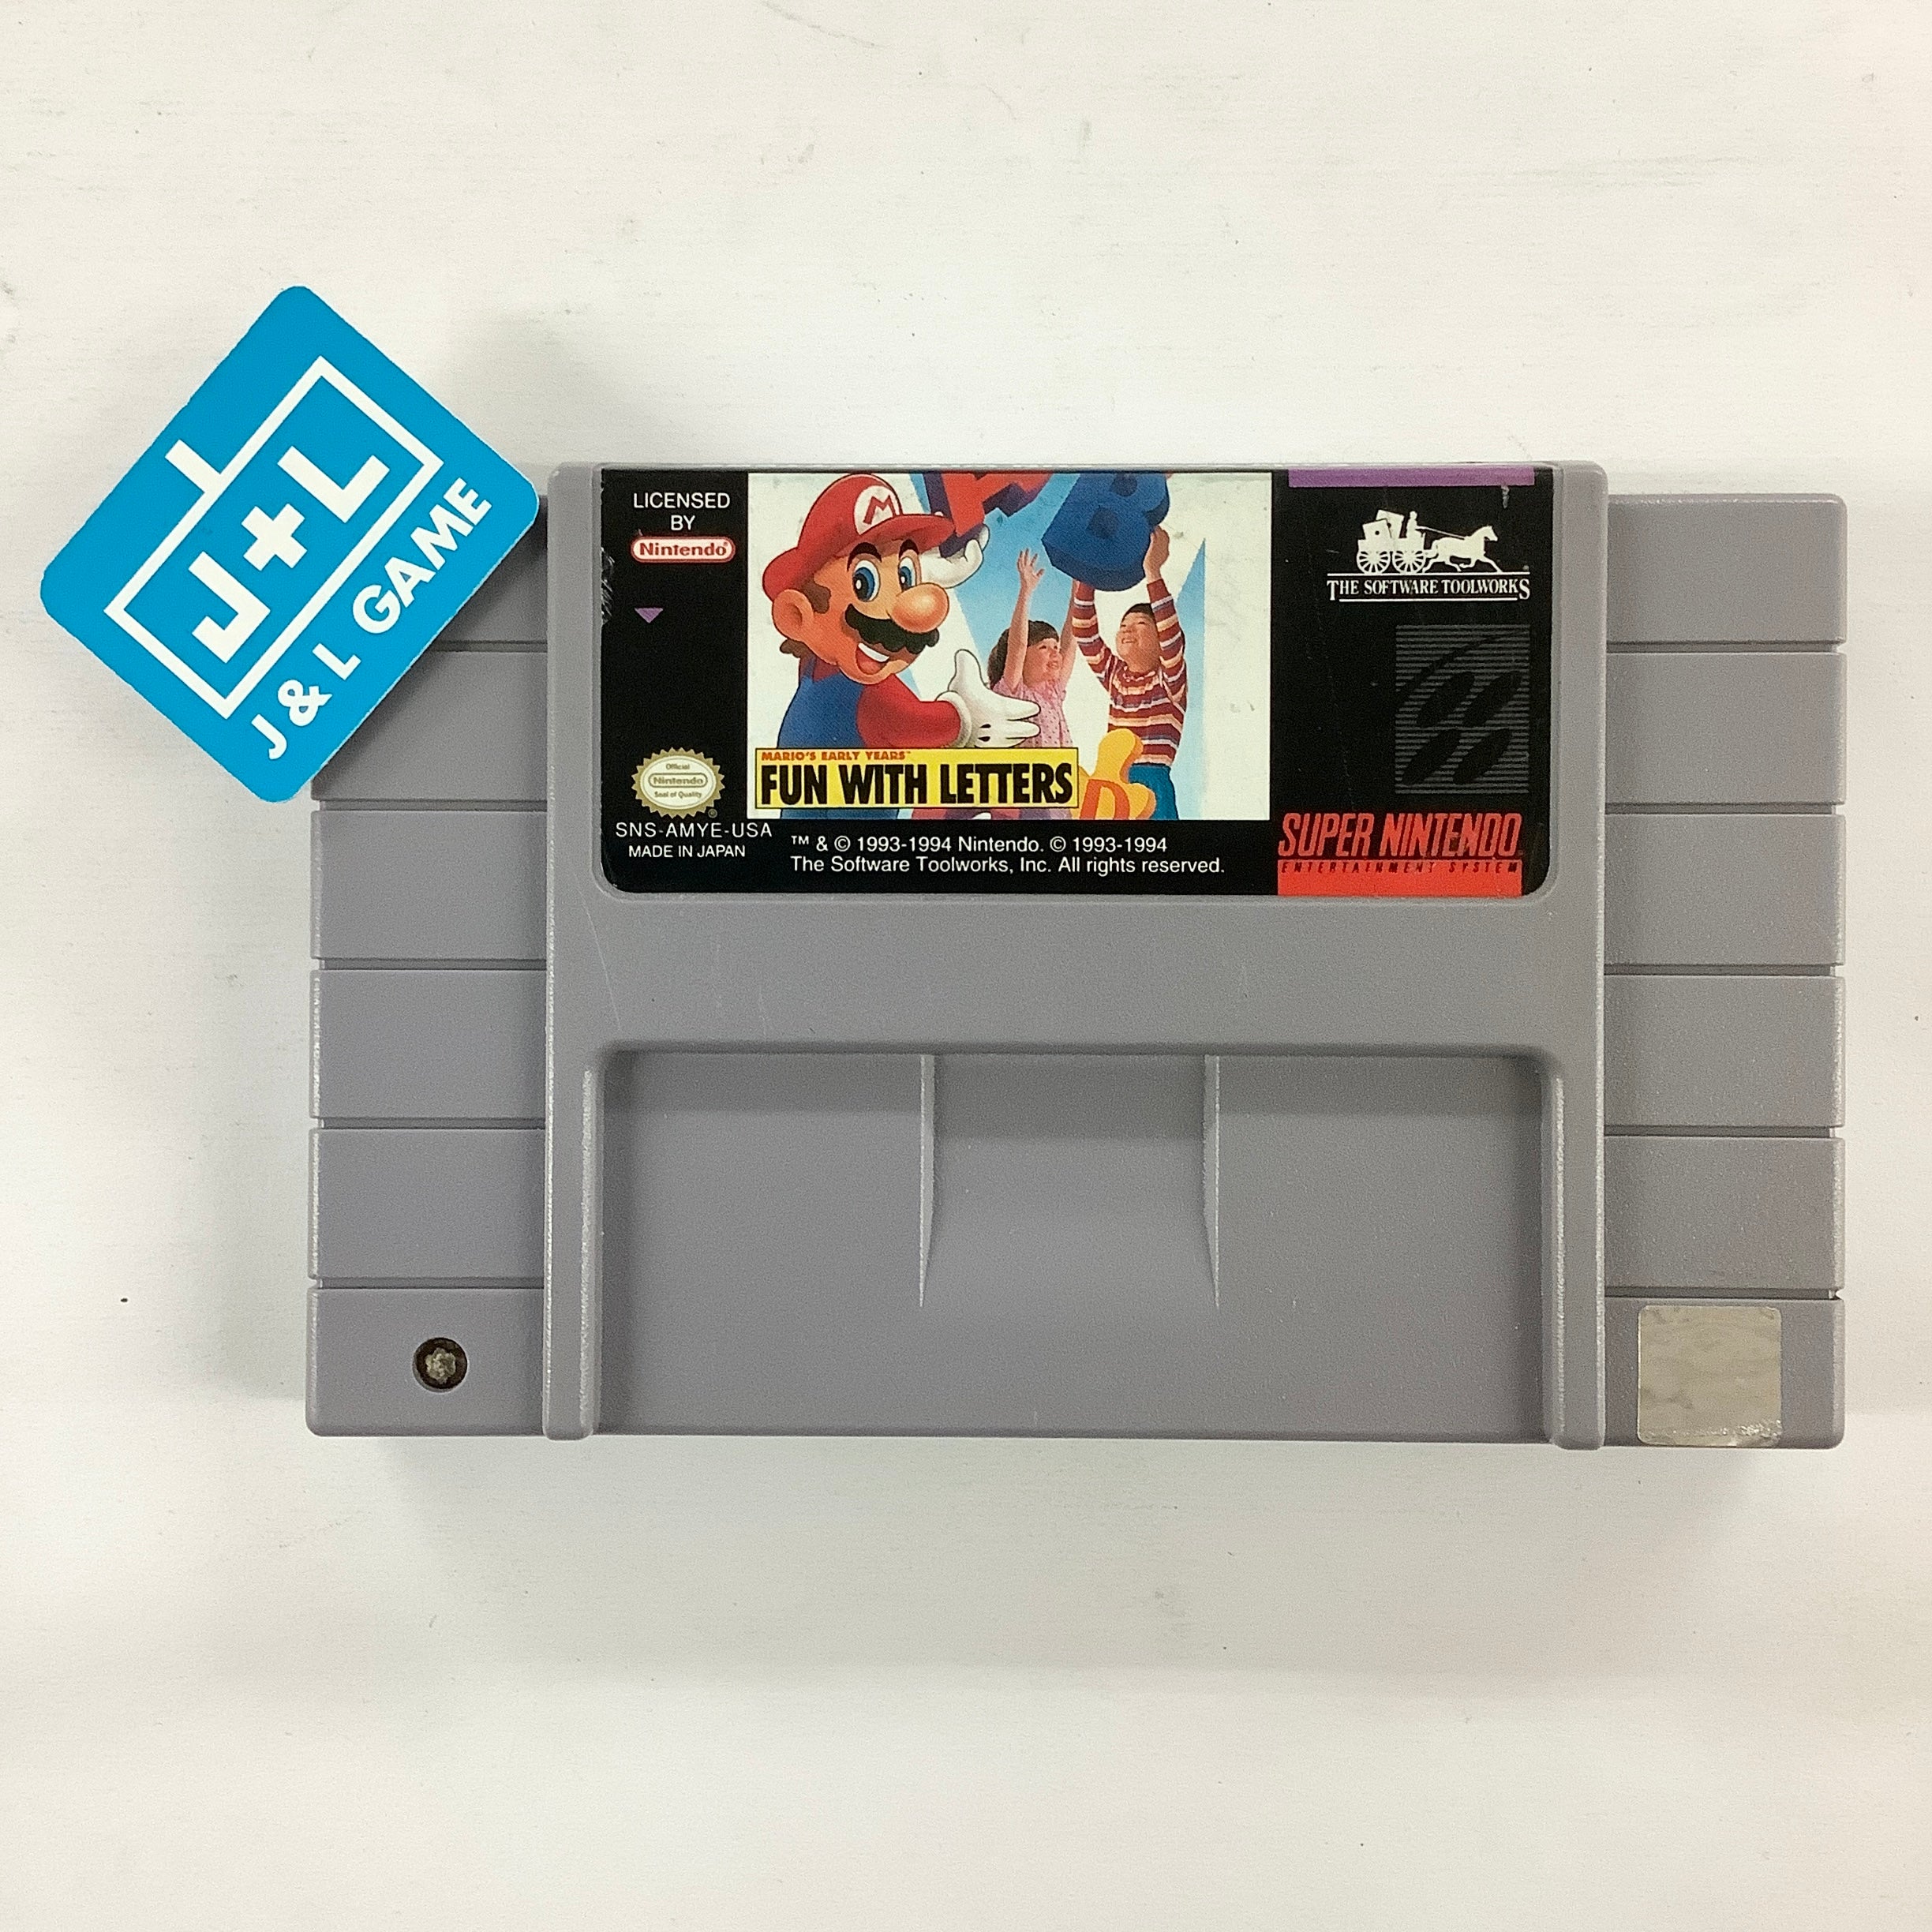 J+L
J & L GAME
LICENSED
BY
Nintendo®
M
A B
THE SOFTWARE TOOLWORKS®
MARIO'S EARLY YEARS™
FUN WITH LETTERS
D
Official
Nintendo
Seal of Quality
SNS-AMYE-USA
MADE IN JAPAN
™ & © 1993-1994 Nintendo. © 1993-1994
The Software Toolworks, Inc. All rights reserved.
SUPER NINTENDO
ENTERTAINMENT SYSTEM